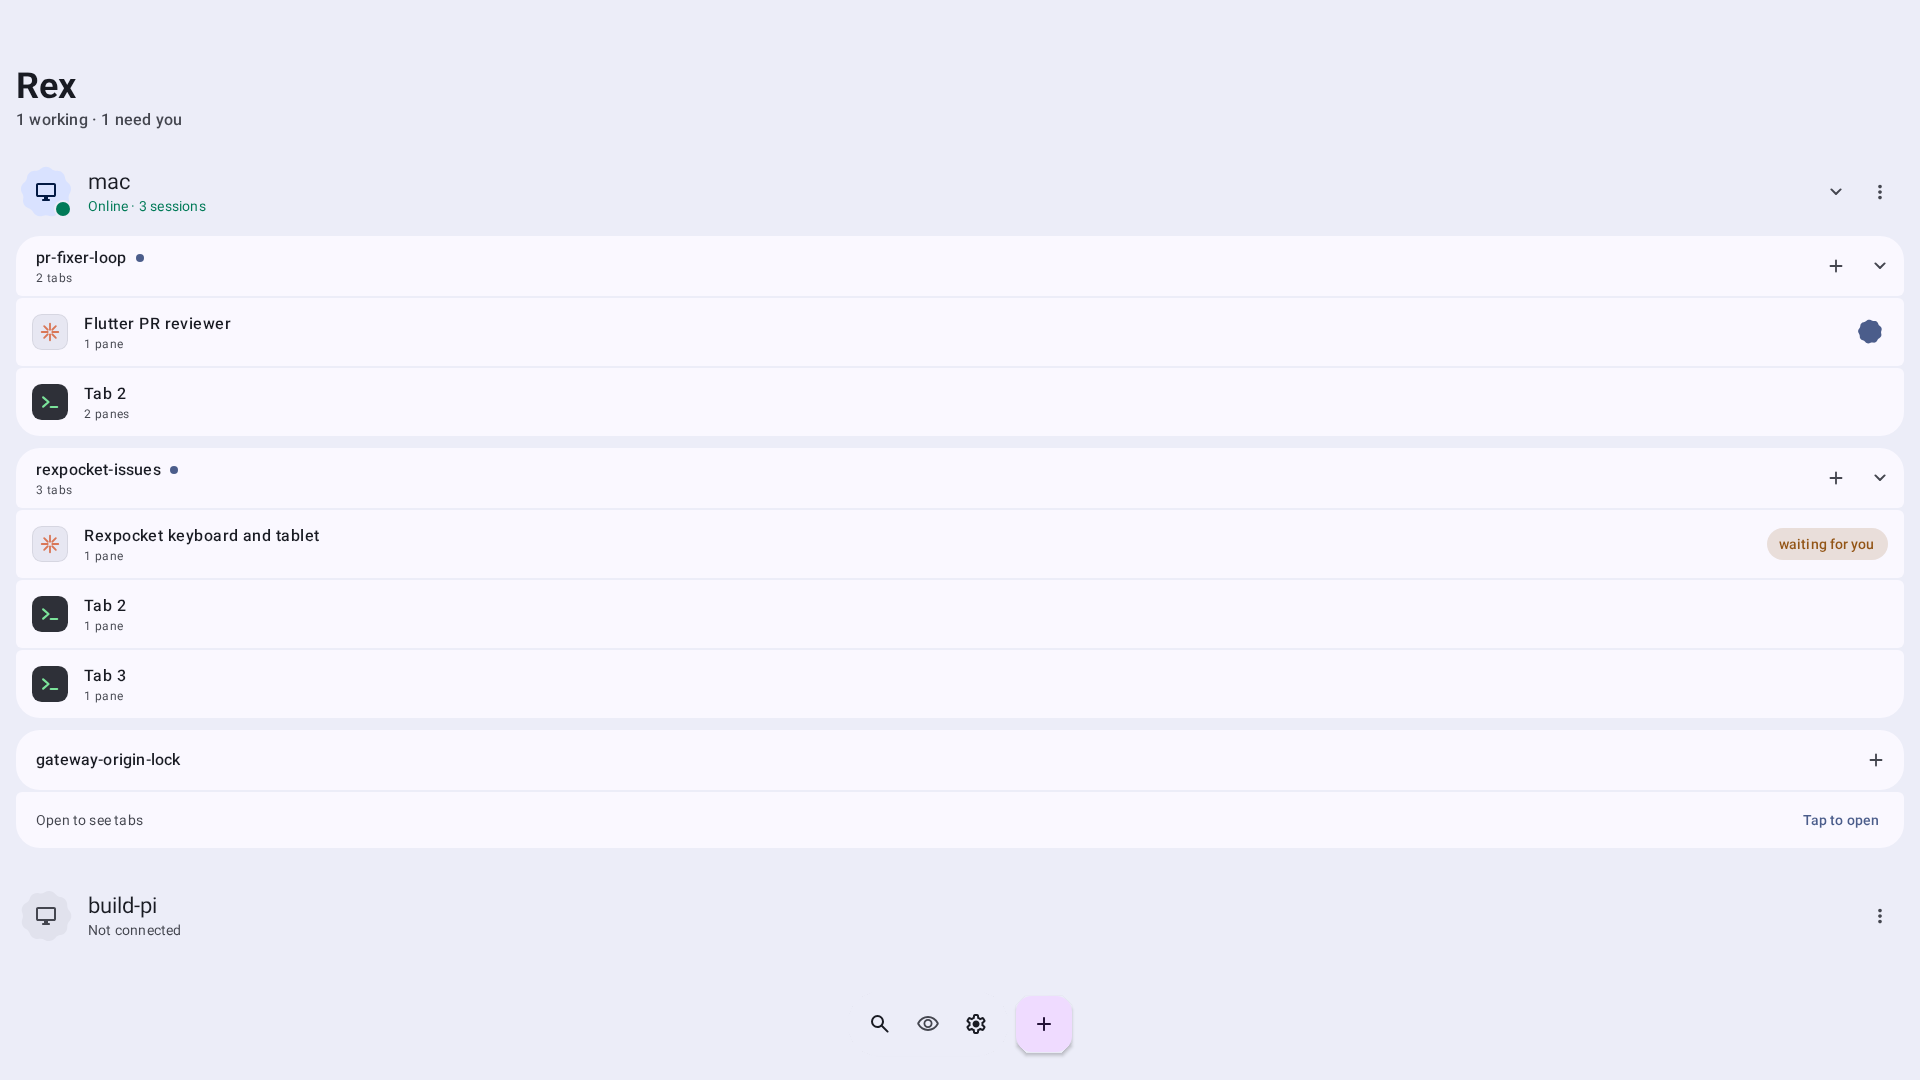 Rex
1 working · 1 need you
mac
Online · 3 sessions
pr-fixer-loop
2 tabs
Flutter PR reviewer
1 pane
Tab 2
2 panes
rexpocket-issues
3 tabs
Rexpocket keyboard and tablet
1 pane
waiting for you
Tab 2
1 pane
Tab 3
1 pane
gateway-origin-lock
Open to see tabs
Tap to open
build-pi
Not connected